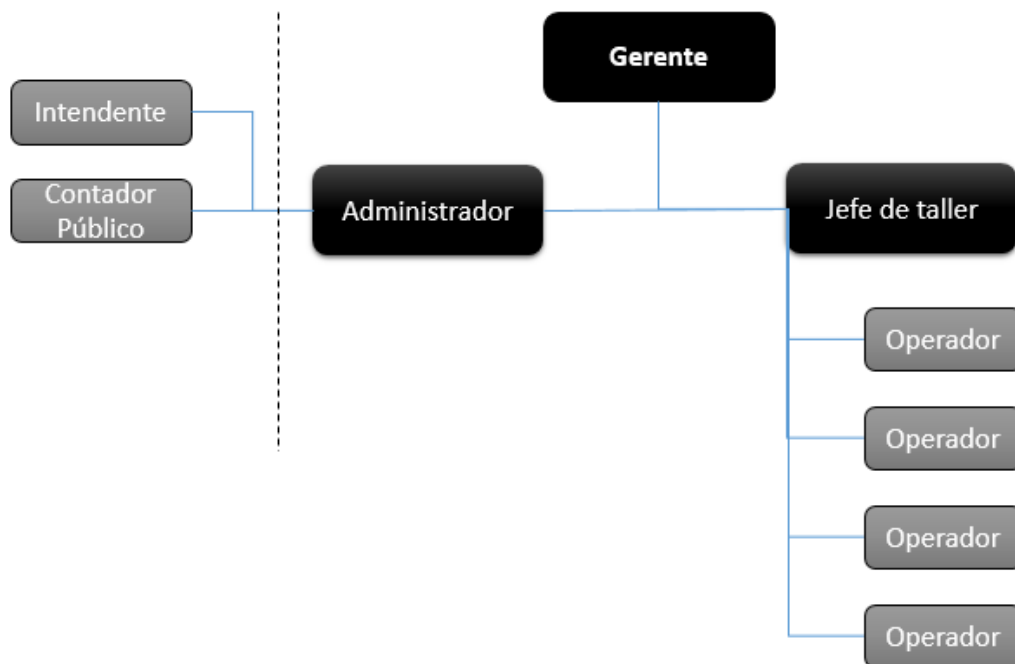 Gerente
Intendente
Contador
Público
Administrador
Jefe de taller
Operador
Operador
Operador
Operador